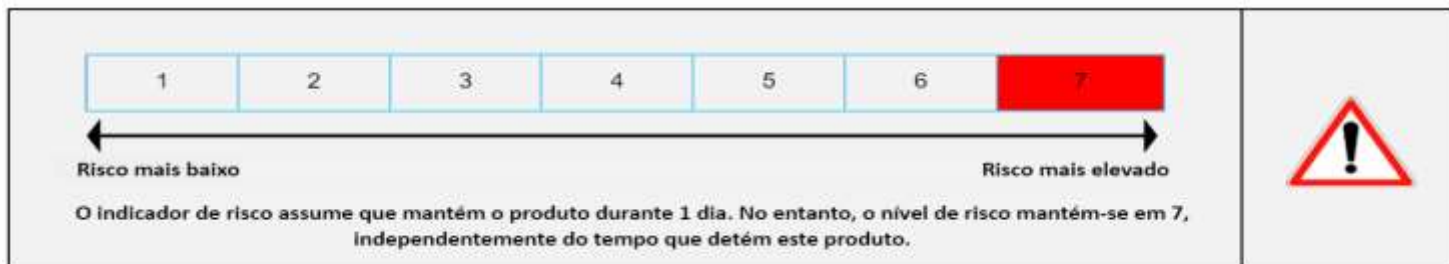 1 2 3 4 5 6 7
Risco mais baixo Risco mais elevado
O indicador de risco assume que mantém o produto durante 1 dia. No entanto, o nível de risco mantém-se em 7,
independentemente do tempo que detém este produto.